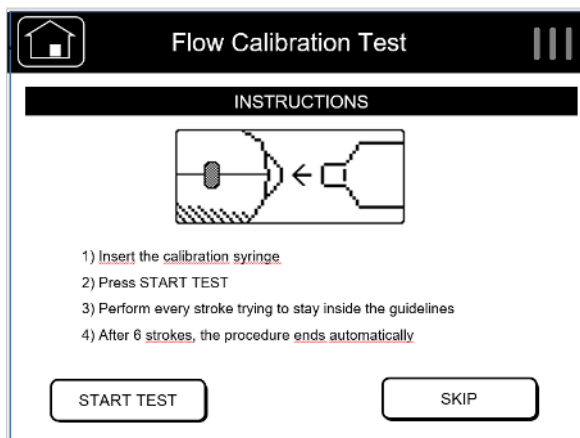 Flow Calibration Test
INSTRUCTIONS
1) Insert the calibration syringe
2) Press START TEST
3) Perform every stroke trying to stay inside the guidelines
4) After 6 strokes, the procedure ends automatically
START TEST
SKIP